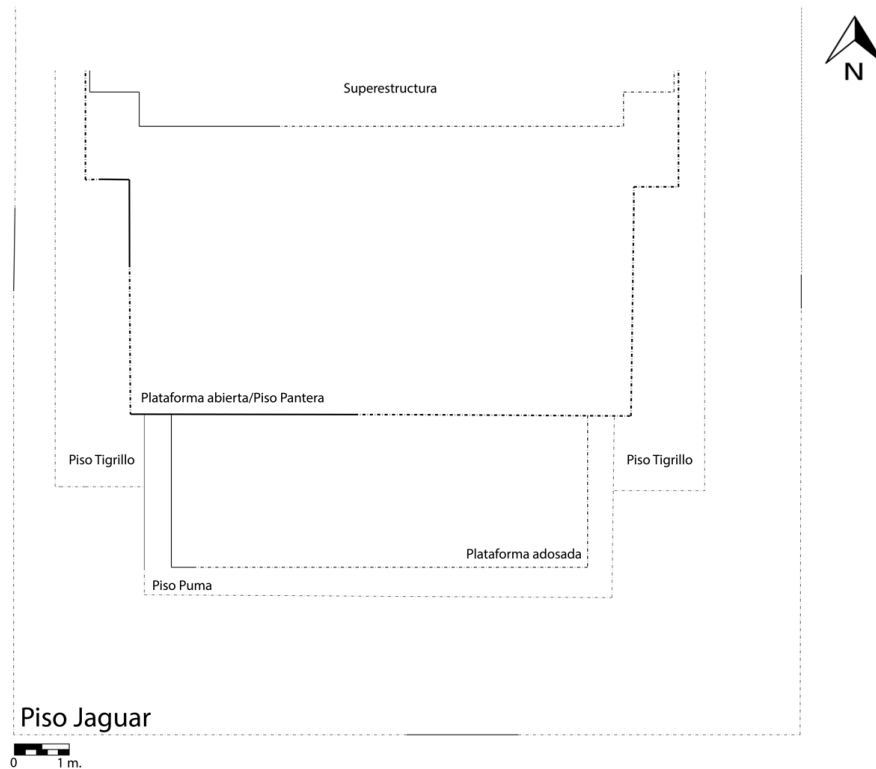 N
Superestructura
Plataforma abierta/Piso Pantera
Piso Tigrillo
Piso Tigrillo
Plataforma adosada
Piso Puma
Piso Jaguar
0 1 m.